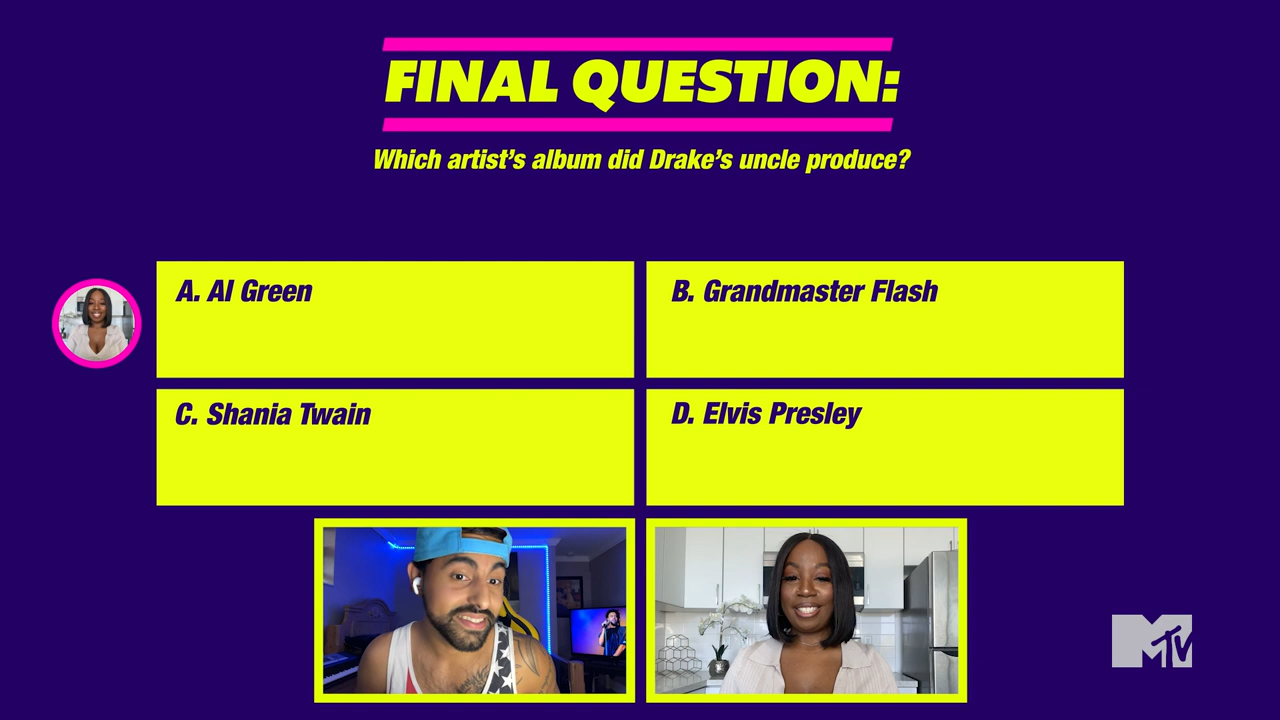 FINAL QUESTION:
Which artist's album did Drake's uncle produce?
A. Al Green
B. Grandmaster Flash
C. Shania Twain
D. Elvis Presley
MTV